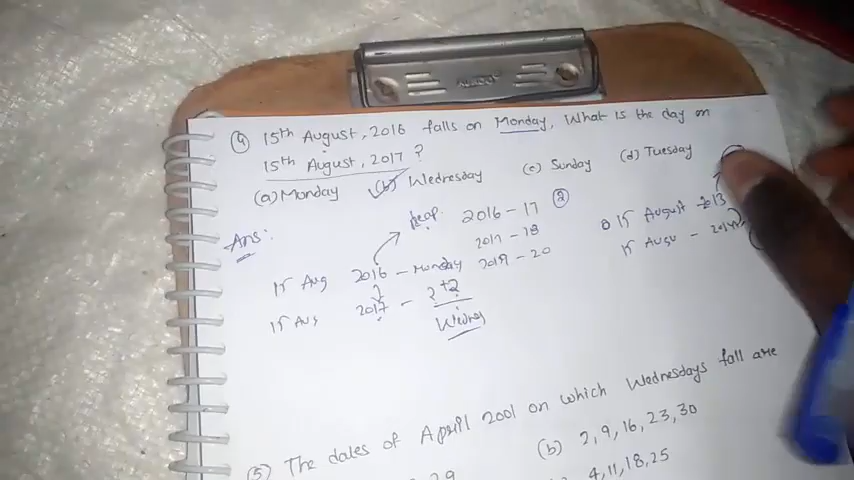 ④ 15th August, 2016 falls on Monday, What is the day on
15th August, 2017 ?
(a) Monday (b) Wednesday (c) Sunday (d) Tuesday
Ans:
leap 2016-17 ②
2017-18
2019-20
15 Aug 2016 - Monday
15 Aug 2017 - ? +2
Wednes
15 August 2013
15 Augu - 2014
⑤ The dates of April 2001 on which Wednesdays fall are
(b) 2,9,16,23,30
4,11,18,25